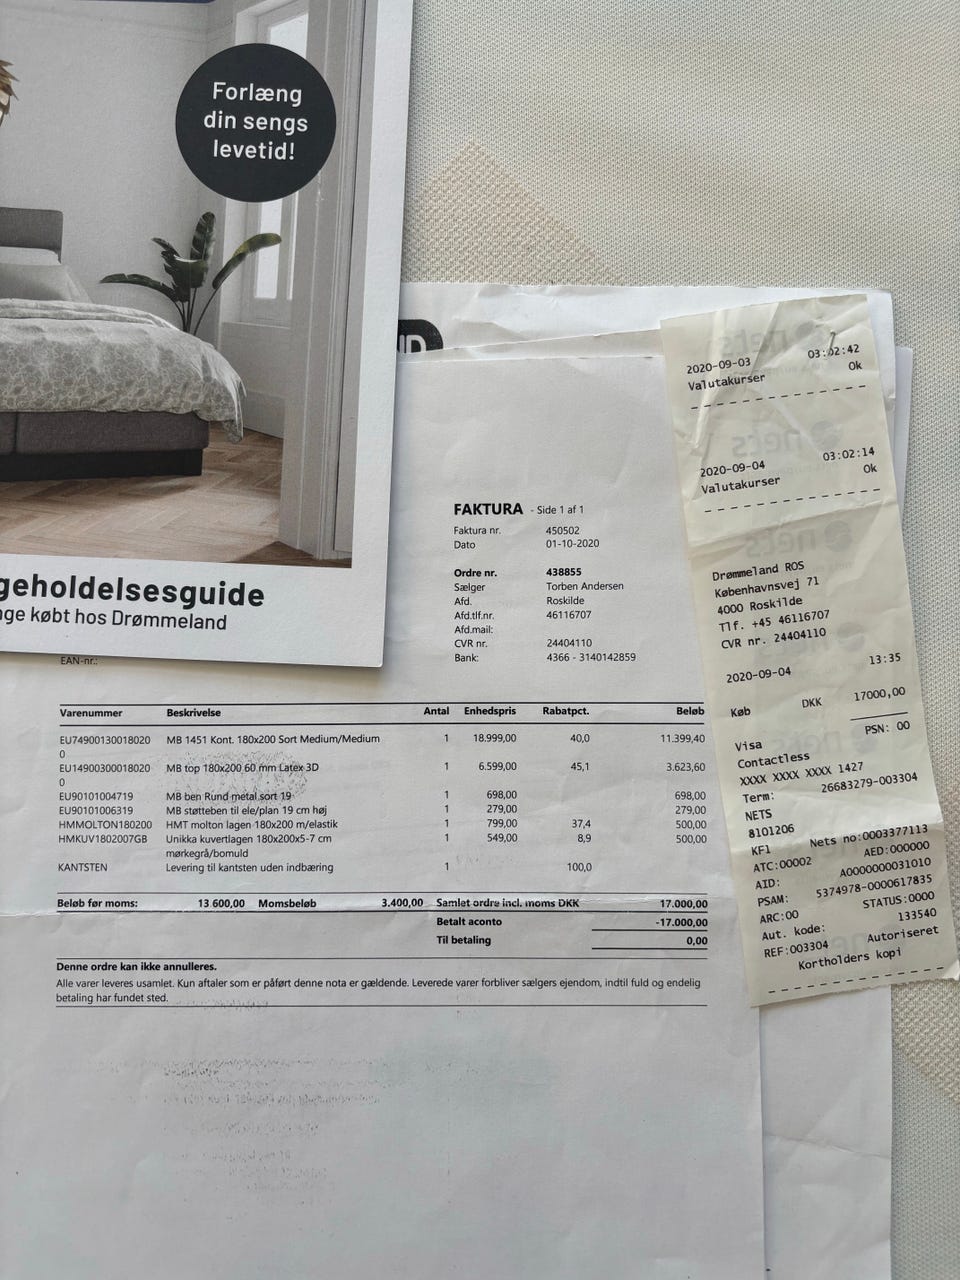 Forlæng
din sengs
levetid!
geholdelsesguide
nge købt hos Drømmeland
EAN-nr.:
FAKTURA - Side 1 af 1
Faktura nr. 450502
Dato 01-10-2020
Ordre nr. 438855
Sælger Torben Andersen
Afd. Roskilde
Afd.tlf.nr. 46116707
Afd.mail:
CVR nr. 24404110
Bank: 4366 - 3140142859
Varenummer Beskrivelse Antal Enhedspris Rabatpct. Beløb
EU74900130018020 MB 1451 Kont. 180x200 Sort Medium/Medium 1 18.999,00 40,0 11.399,40
0
EU14900300018020 MB top 180x200 60 mm Latex 3D 1 6.599,00 45,1 3.623,60
0
EU90101004719 MB ben Rund metal sort 19 1 698,00 698,00
EU90101006319 MB støtteben til ele/plan 19 cm høj 1 279,00 279,00
HMMOLTON180200 HMT molton lagen 180x200 m/elastik 1 799,00 37,4 500,00
HMKUV1802007GB Unikka kuvertlagen 180x200x5-7 cm 1 549,00 8,9 500,00
mørkegrå/bomuld
KANTSTEN Levering til kantsten uden indbæring 1 100,0
Beløb før moms: 13.600,00 Momsbeløb 3.400,00 Samlet ordre incl. moms DKK 17.000,00
Betalt aconto -17.000,00
Til betaling 0,00
Denne ordre kan ikke annulleres.
Alle varer leveres usamlet. Kun aftaler som er påført denne nota er gældende. Leverede varer forbliver sælgers ejendom, indtil fuld og endelig
betaling har fundet sted.
2020-09-03 03:02:42
Valutakurser Ok
2020-09-04 03:02:14
Valutakurser Ok
Drømmeland ROS
Københavnsvej 71
4000 Roskilde
Tlf. +45 46116707
CVR nr. 24404110
2020-09-04 13:35
Køb DKK 17000,00
PSN: 00
Visa
Contactless
XXXX XXXX XXXX 1427
Term: 26683279-003304
NETS
8101206
KF1 Nets no:0003377113
ATC:00002 AED:000000
AID: A0000000031010
PSAM: 5374978-0000617835
ARC:00 STATUS:0000
Aut. kode: 133540
REF:003304 Autoriseret
Kortholders kopi